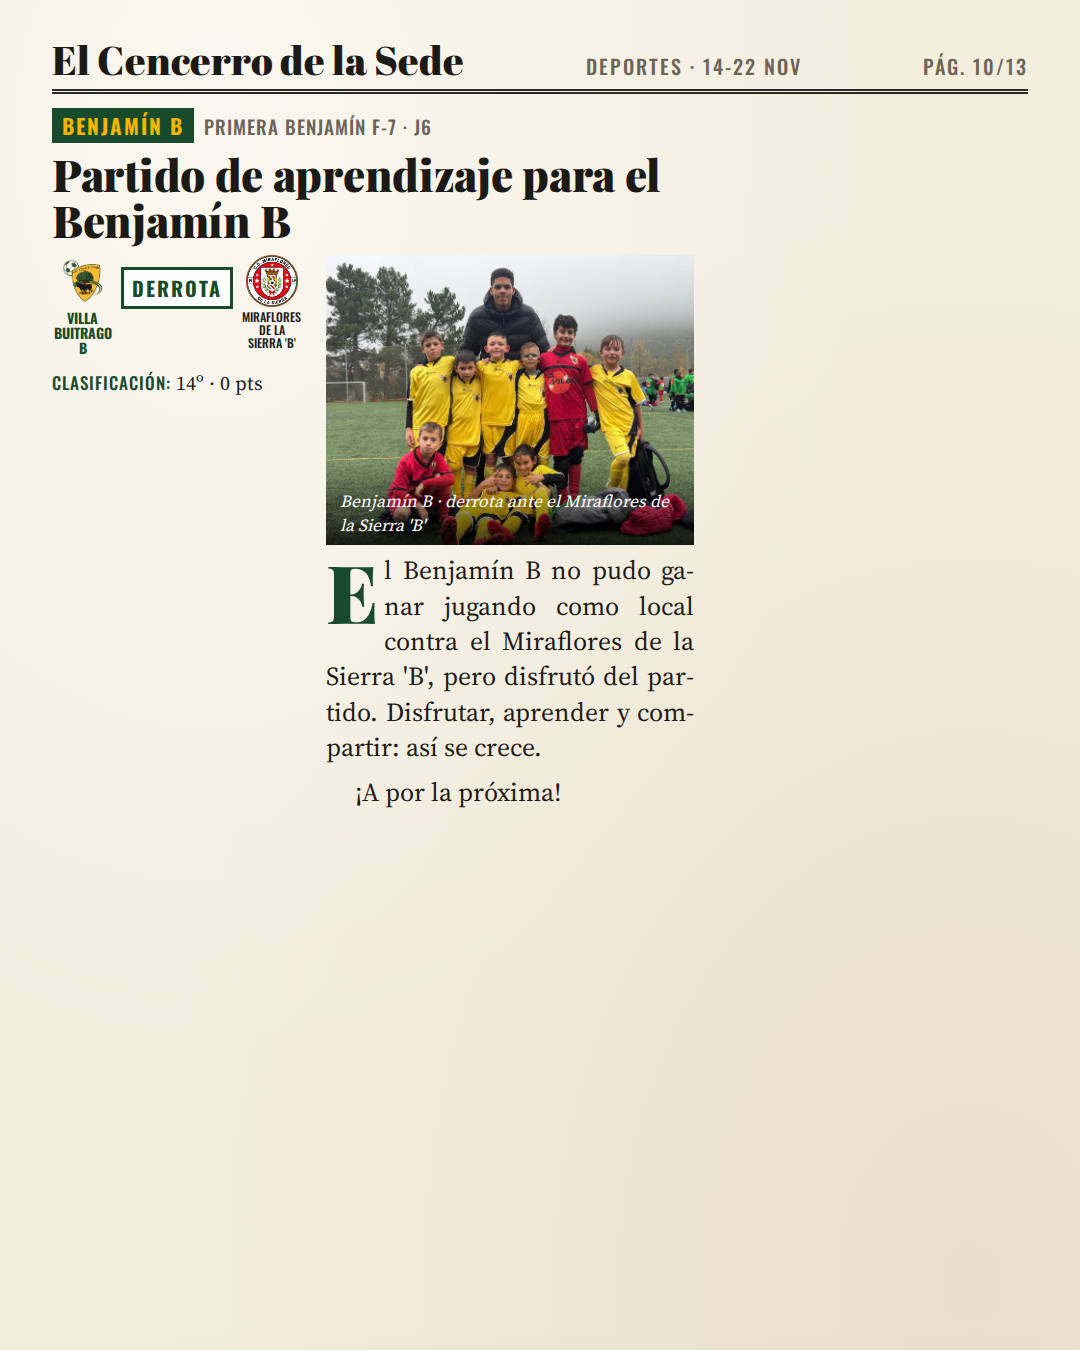 El Cencerro de la Sede
DEPORTES · 14-22 NOV
PÁG. 10/13
BENJAMÍN B
PRIMERA BENJAMÍN F-7 · J6
Partido de aprendizaje para el
Benjamín B
VILLA
BUITRAGO
B
DERROTA
MIRAFLORES
DE LA
SIERRA 'B'
CLASIFICACIÓN: 14º · 0 pts
Benjamín B · derrota ante el Miraflores de
la Sierra 'B'
El Benjamín B no pudo ga-
nar jugando como local
contra el Miraflores de la
Sierra 'B', pero disfrutó del par-
tido. Disfrutar, aprender y com-
partir: así se crece.
¡A por la próxima!